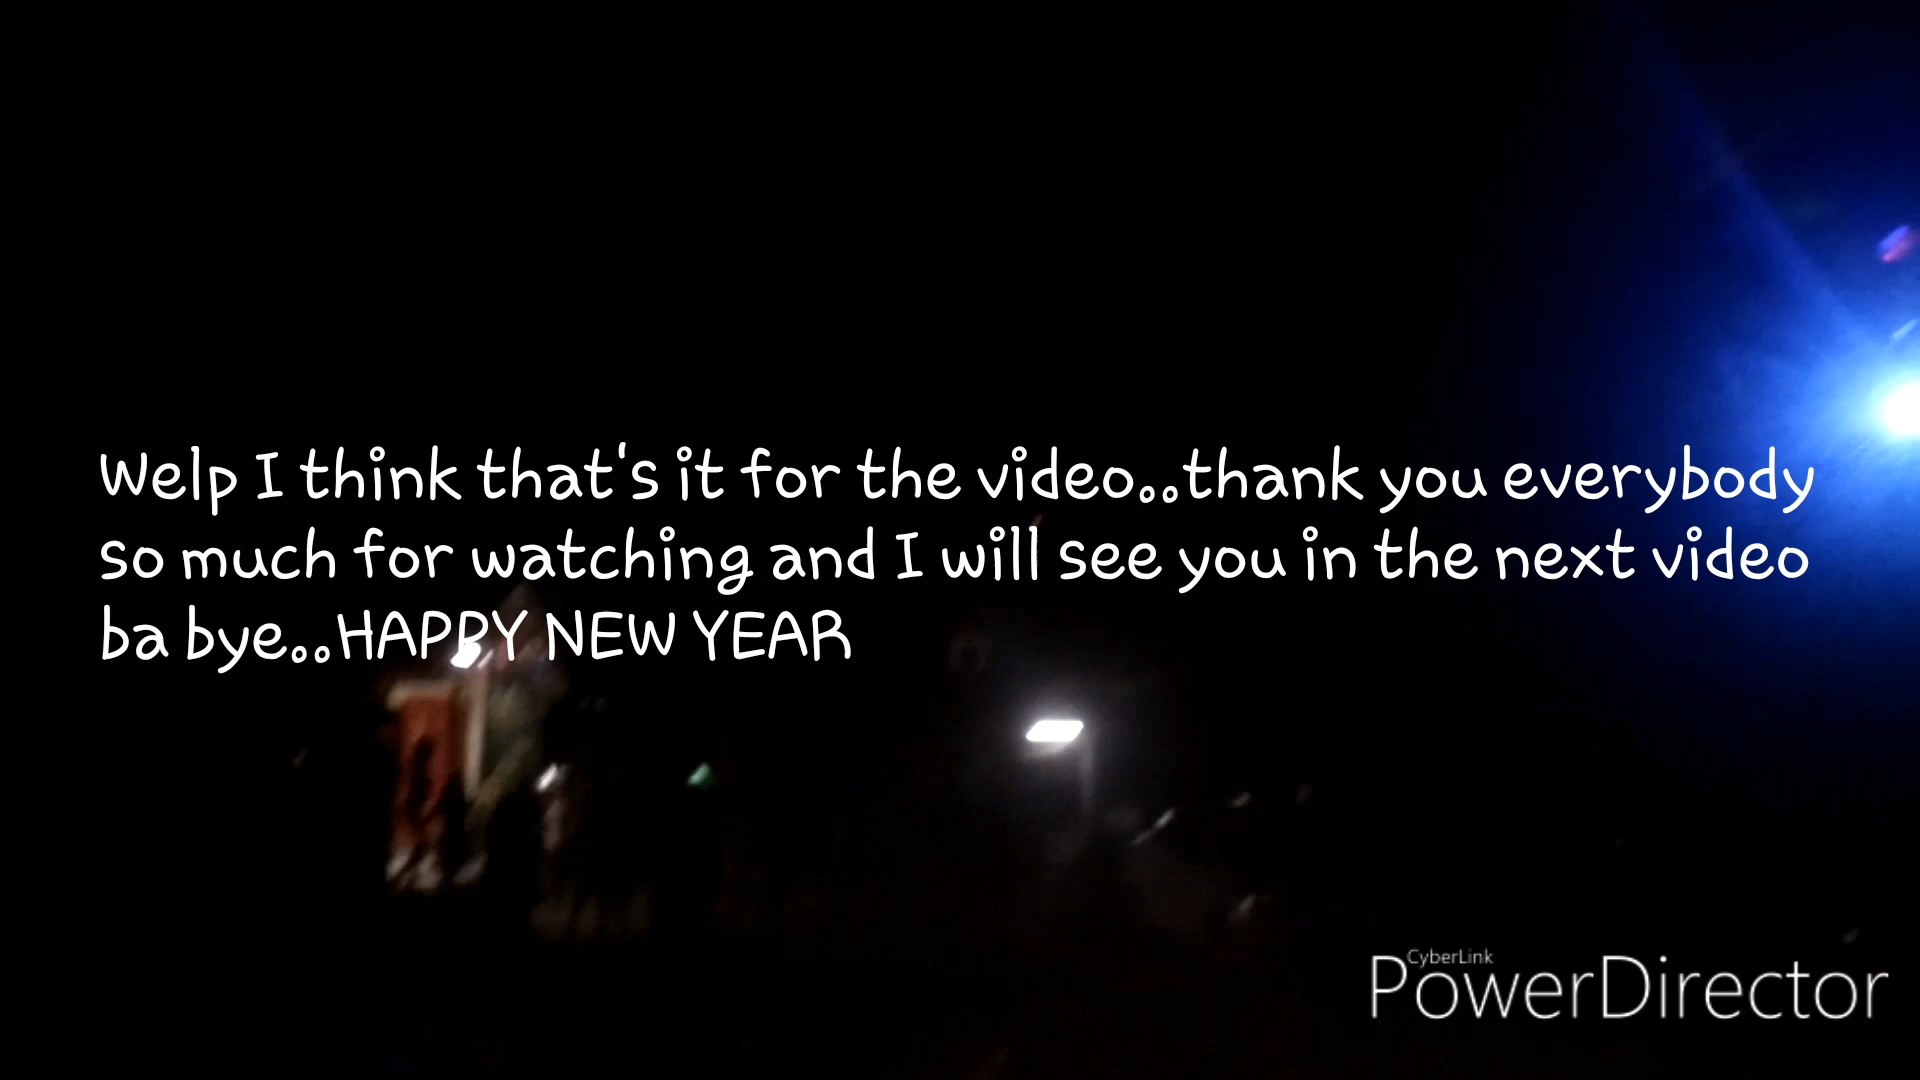 Welp I think that's it for the video..thank you everybody
so much for watching and I will see you in the next video
ba bye..HAPPY NEW YEAR
CyberLink
PowerDirector